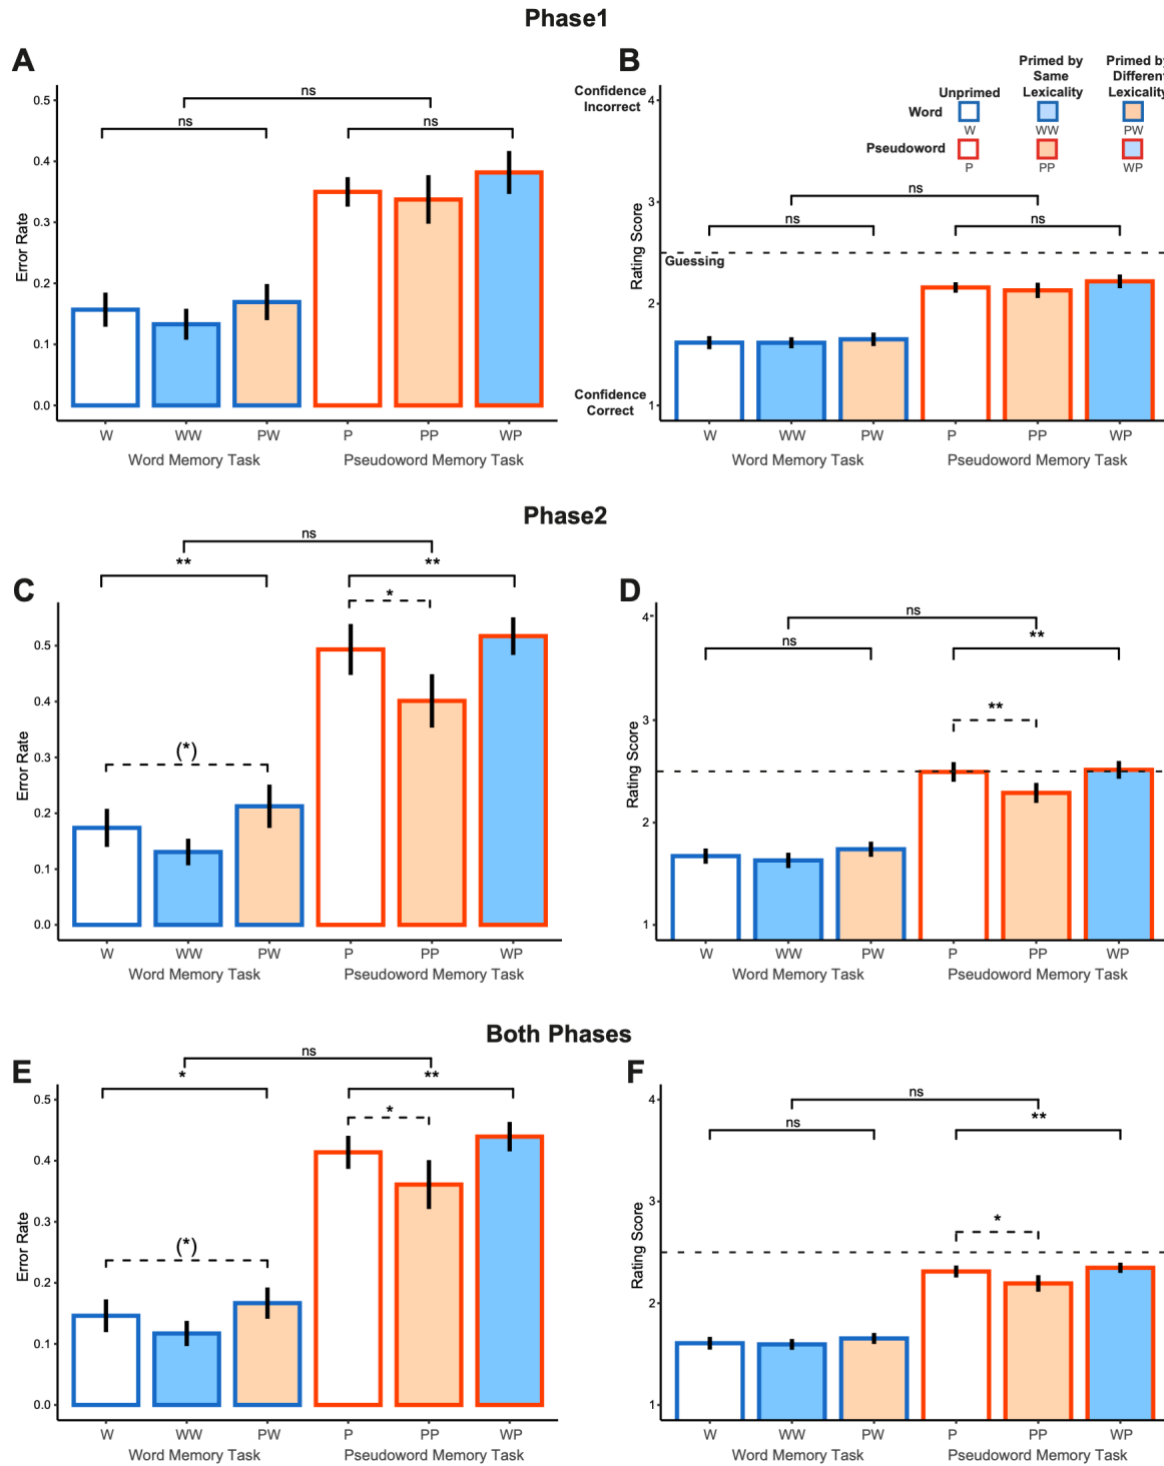 Phase1
A
ns
ns
ns
0.5
0.4
0.3
0.2
0.1
0.0
Error Rate
W WW PW P PP WP
Word Memory Task Pseudoword Memory Task
B
Confidence
Incorrect
Confidence
Correct
4
3
2
1
Rating Score
Unprimed
Primed by
Same
Lexicality
Primed by
Different
Lexicality
Word
W WW PW
Pseudoword
P PP WP
ns
ns
ns
Guessing
W WW PW P PP WP
Word Memory Task Pseudoword Memory Task
Phase2
C
ns
** **
*
(*)
0.5
0.4
0.3
0.2
0.1
0.0
Error Rate
W WW PW P PP WP
Word Memory Task Pseudoword Memory Task
D
ns
ns **
**
4
3
2
1
Rating Score
W WW PW P PP WP
Word Memory Task Pseudoword Memory Task
Both Phases
E
ns
* **
*
(*)
0.5
0.4
0.3
0.2
0.1
0.0
Error Rate
W WW PW P PP WP
Word Memory Task Pseudoword Memory Task
F
ns
ns **
*
4
3
2
1
Rating Score
W WW PW P PP WP
Word Memory Task Pseudoword Memory Task